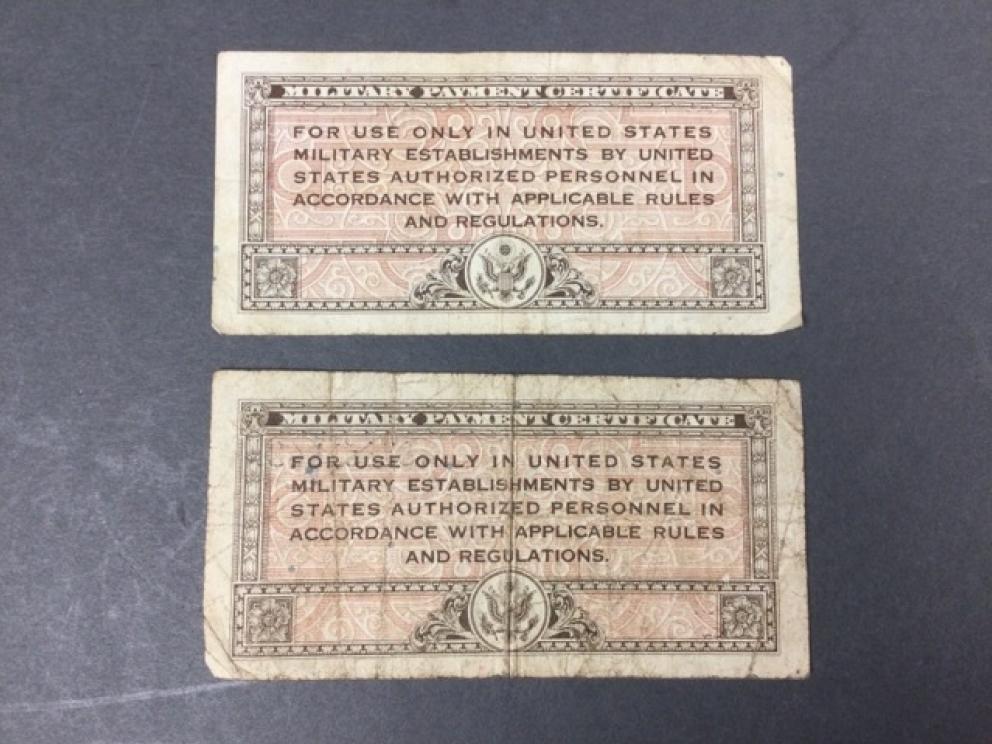 MILITARY PAYMENT CERTIFICATE
FOR USE ONLY IN UNITED STATES
MILITARY ESTABLISHMENTS BY UNITED
STATES AUTHORIZED PERSONNEL IN
ACCORDANCE WITH APPLICABLE RULES
AND REGULATIONS.
MILITARY PAYMENT CERTIFICATE
FOR USE ONLY IN UNITED STATES
MILITARY ESTABLISHMENTS BY UNITED
STATES AUTHORIZED PERSONNEL IN
ACCORDANCE WITH APPLICABLE RULES
AND REGULATIONS.